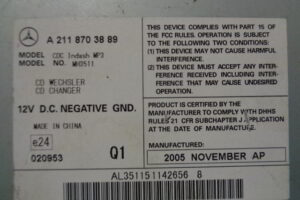 A 211 870 38 89
MODEL CDC Indash MP3
MODEL NO. MH3511
CD WECHSLER
CD CHANGER
12V D.C. NEGATIVE GND.
MADE IN CHINA
e24
020953
Q1
THIS DEVICE COMPLIES WITH PART 15 OF
THE FCC RULES. OPERATION IS
SUBJECT TO THE FOLLOWING TWO
CONDITIONS:
(1) THIS DEVICE MAY NOT CAUSE HARMFUL
INTERFERENCE.
(2) THIS DEVICE MUST ACCEPT ANY INTER-
FERENCE RECEIVED INCLUDING INTER-
FERENCE THAT MAY CAUSE UNDESIRED
OPERATION.
PRODUCT IS CERTIFIED BY THE
MANUFACTURER TO COMPLY WITH DHHS
RULES 21 CFR SUBCHAPTER J APPLICABLE
AT DATE OF MANUFACTURE.
MANUFACTURED:
2005 NOVEMBER AP
AL351151142656 8